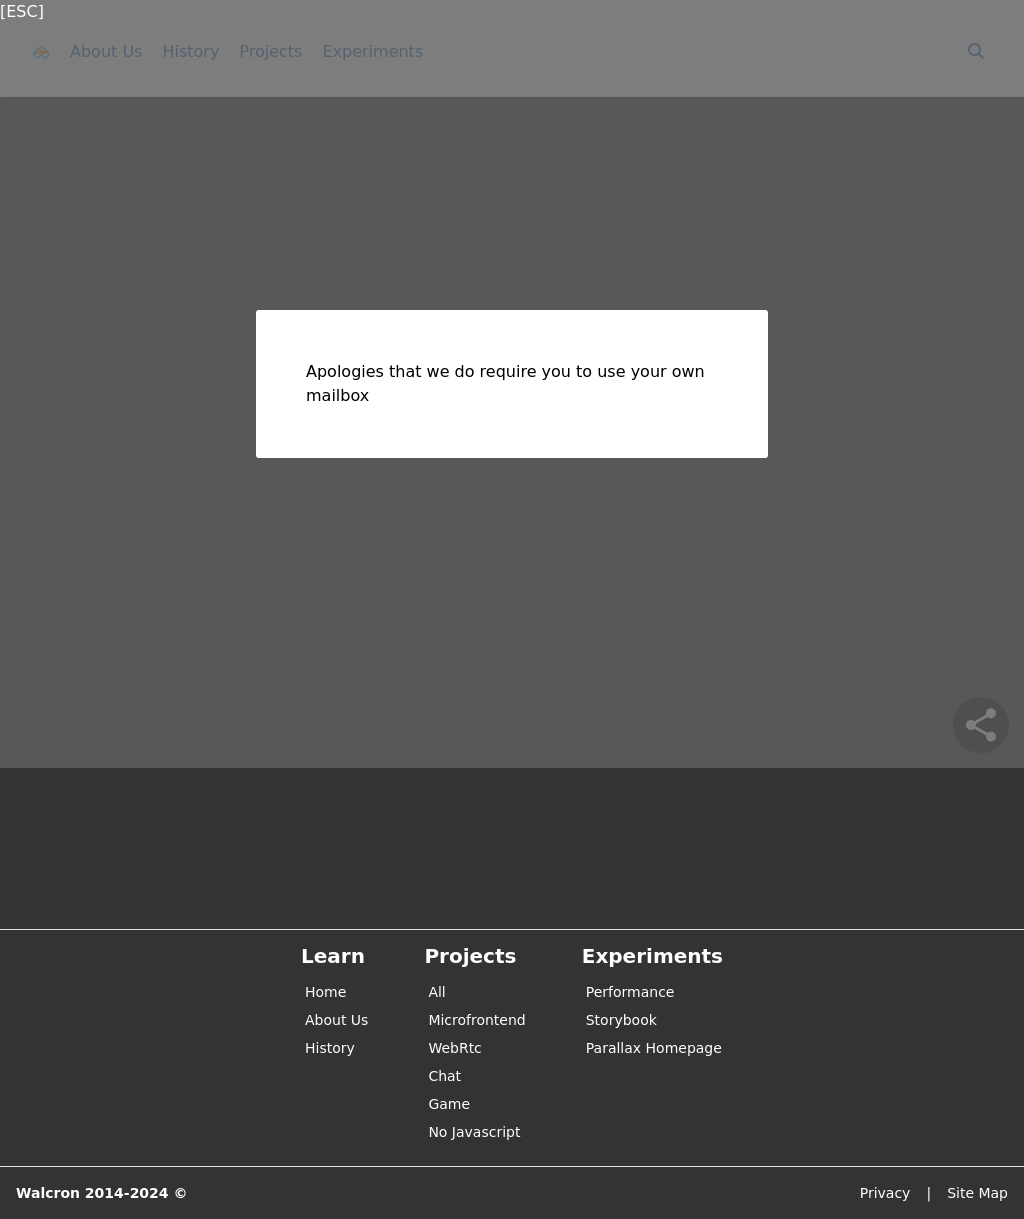 [ESC]
About Us History Projects Experiments
Apologies that we do require you to use your own
mailbox
Learn Projects Experiments
Home All Performance
About Us Microfrontend Storybook
History WebRtc Parallax Homepage
Chat
Game
No Javascript
Walcron 2014-2024 © Privacy | Site Map